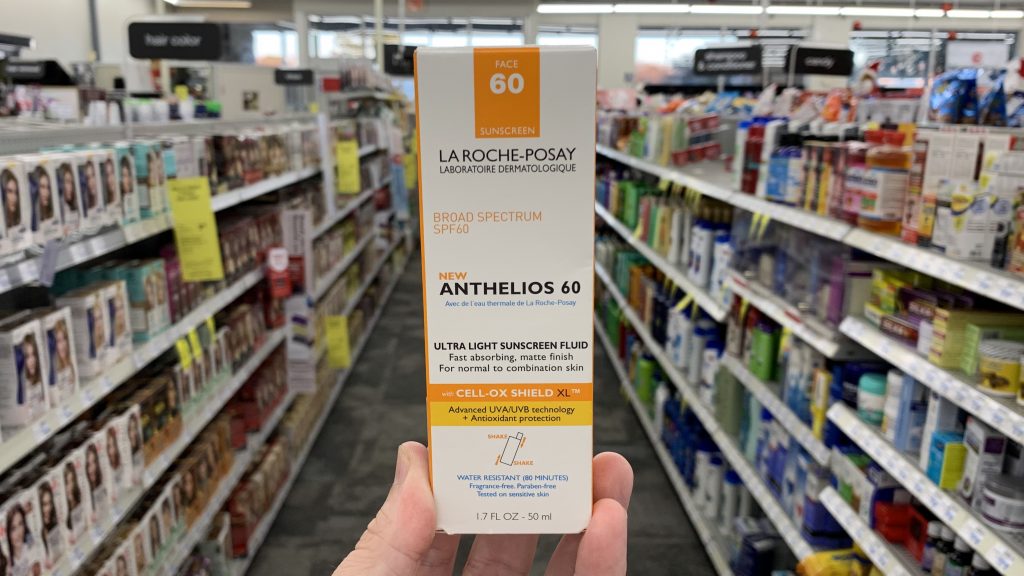 hair color
candy
FACE
60
SUNSCREEN
LA ROCHE-POSAY
LABORATOIRE DERMATOLOGIQUE
BROAD SPECTRUM
SPF60
NEW
ANTHELIOS 60
Avec de l'eau thermale de La Roche-Posay
ULTRA LIGHT SUNSCREEN FLUID
Fast absorbing, matte finish
For normal to combination skin
with CELL-OX SHIELD XL™
Advanced UVA/UVB technology
+ Antioxidant protection
SHAKE
SHAKE
WATER RESISTANT (80 MINUTES)
Fragrance-free. Paraben-free
Tested on sensitive skin
1.7 FL OZ - 50 ml